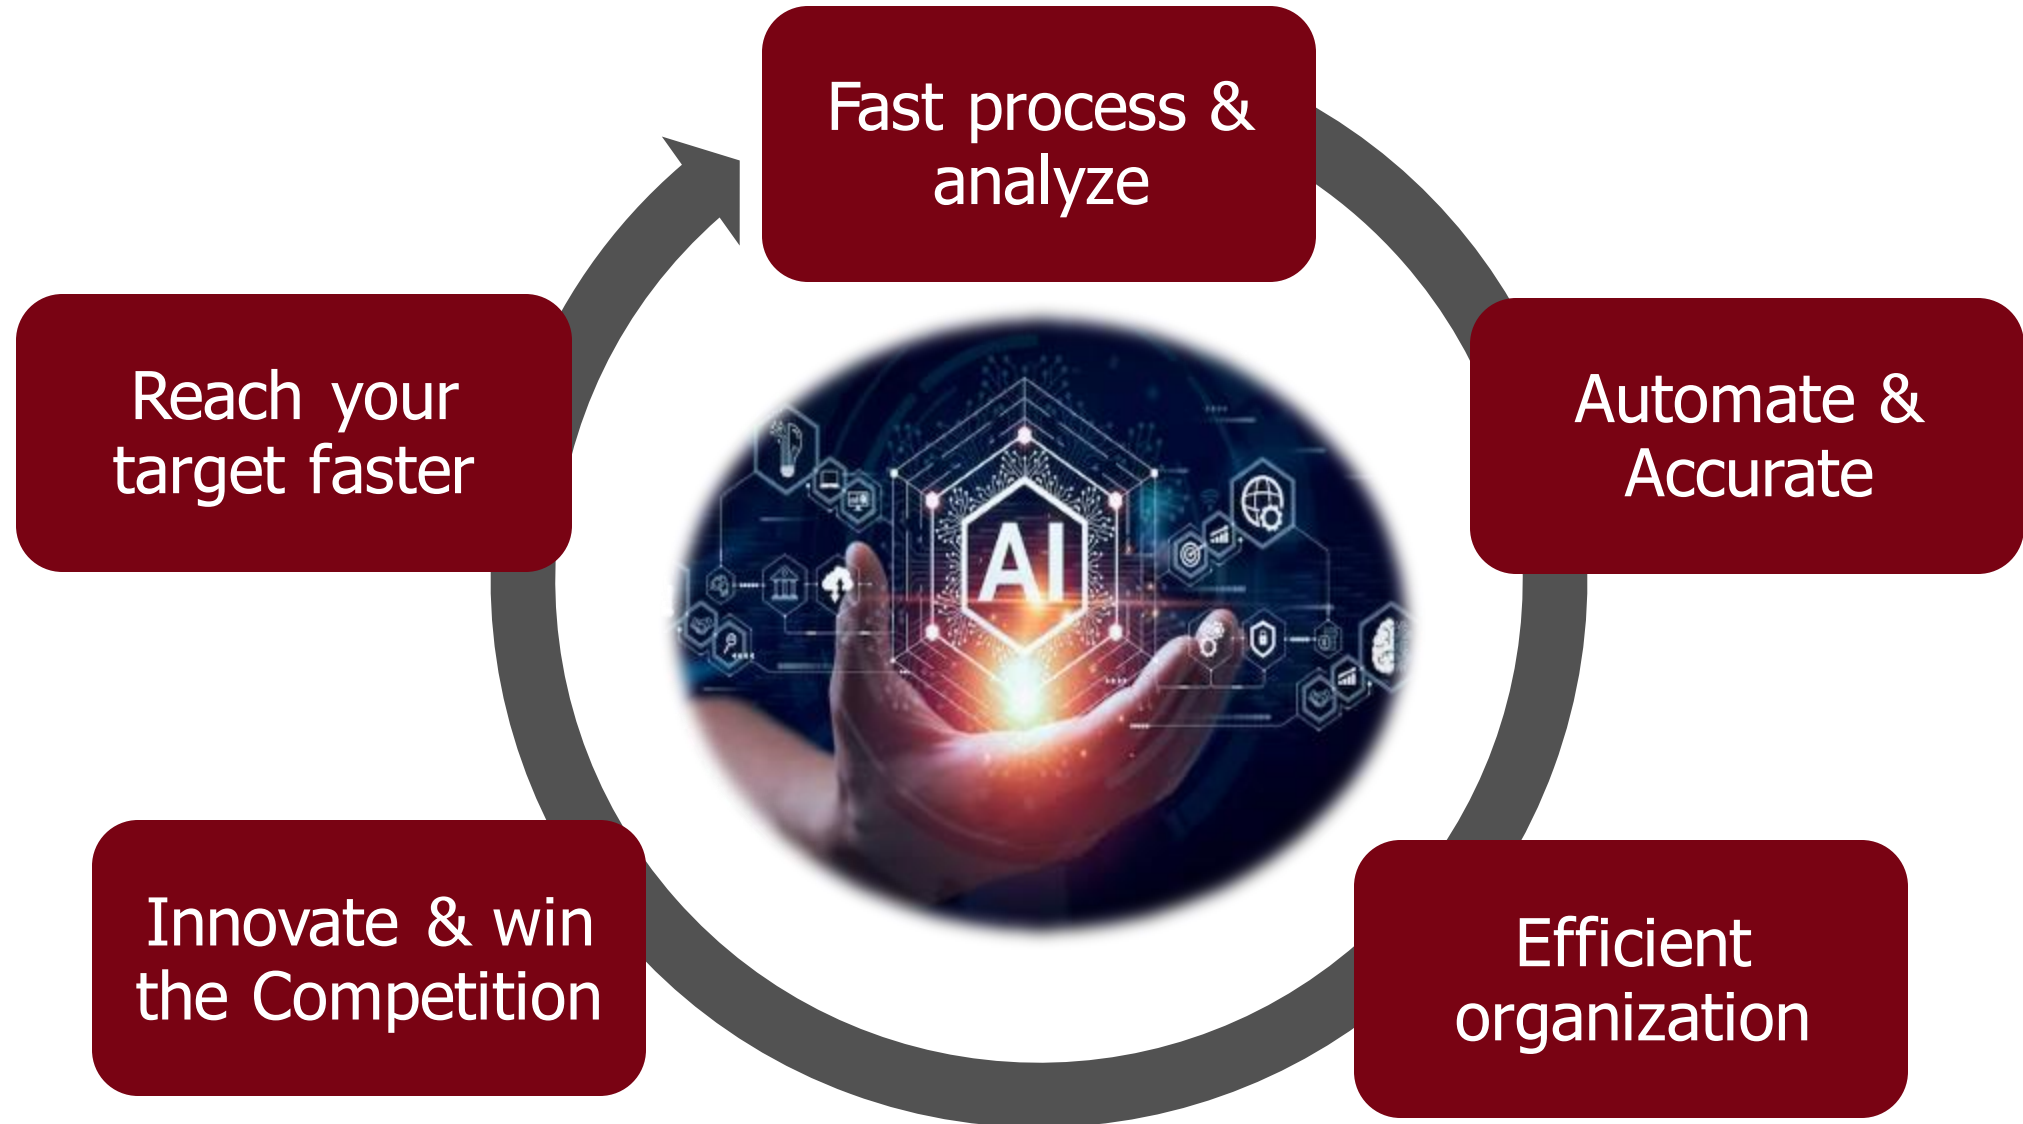 Fast process &
analyze
Automate &
Accurate
Efficient
organization
Innovate & win
the Competition
Reach your
target faster
AI